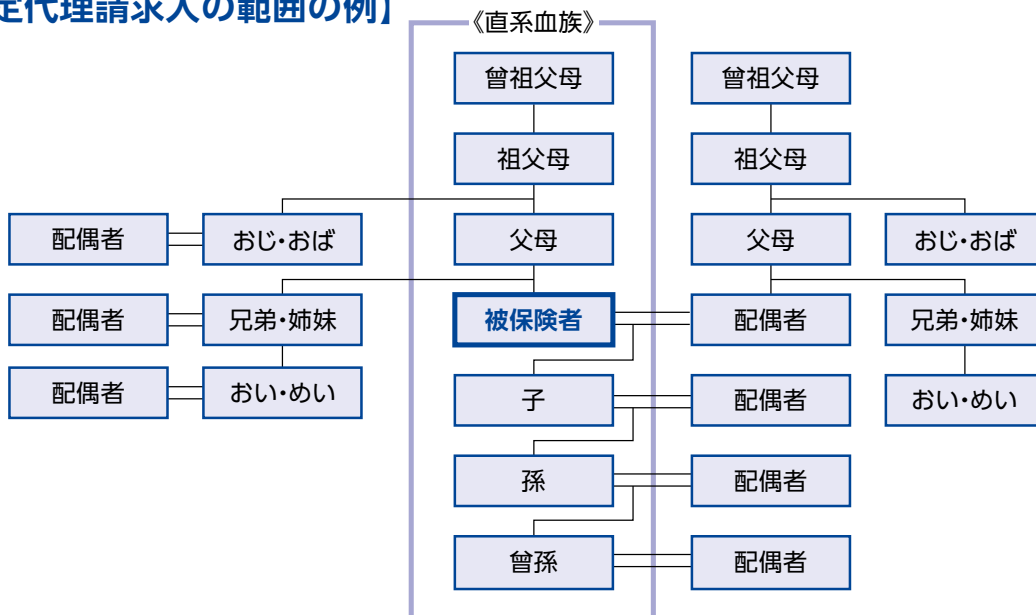 定代理請求人の範囲の例】
《直系血族》
曾祖父母 曾祖父母
祖父母 祖父母
配偶者 おじ・おば 父母 父母 おじ・おば
配偶者 兄弟・姉妹 被保険者 配偶者 兄弟・姉妹
配偶者 おい・めい 子 配偶者 おい・めい
孫 配偶者
曾孫 配偶者